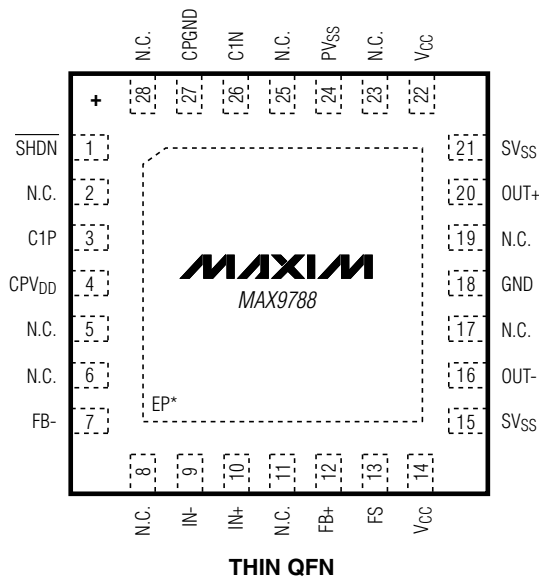 N.C. CPGND C1N N.C. PVSS N.C. VCC
+ 28 27 26 25 24 23 22
SHDN 1 21 SVSS
N.C. 2 20 OUT+
C1P 3 19 N.C.
CPVDD 4 18 GND
N.C. 5 17 N.C.
N.C. 6 16 OUT-
FB- 7 15 SVSS
MAXIM
MAX9788
EP*
8 9 10 11 12 13 14
N.C. IN- IN+ N.C. FB+ FS VCC
THIN QFN